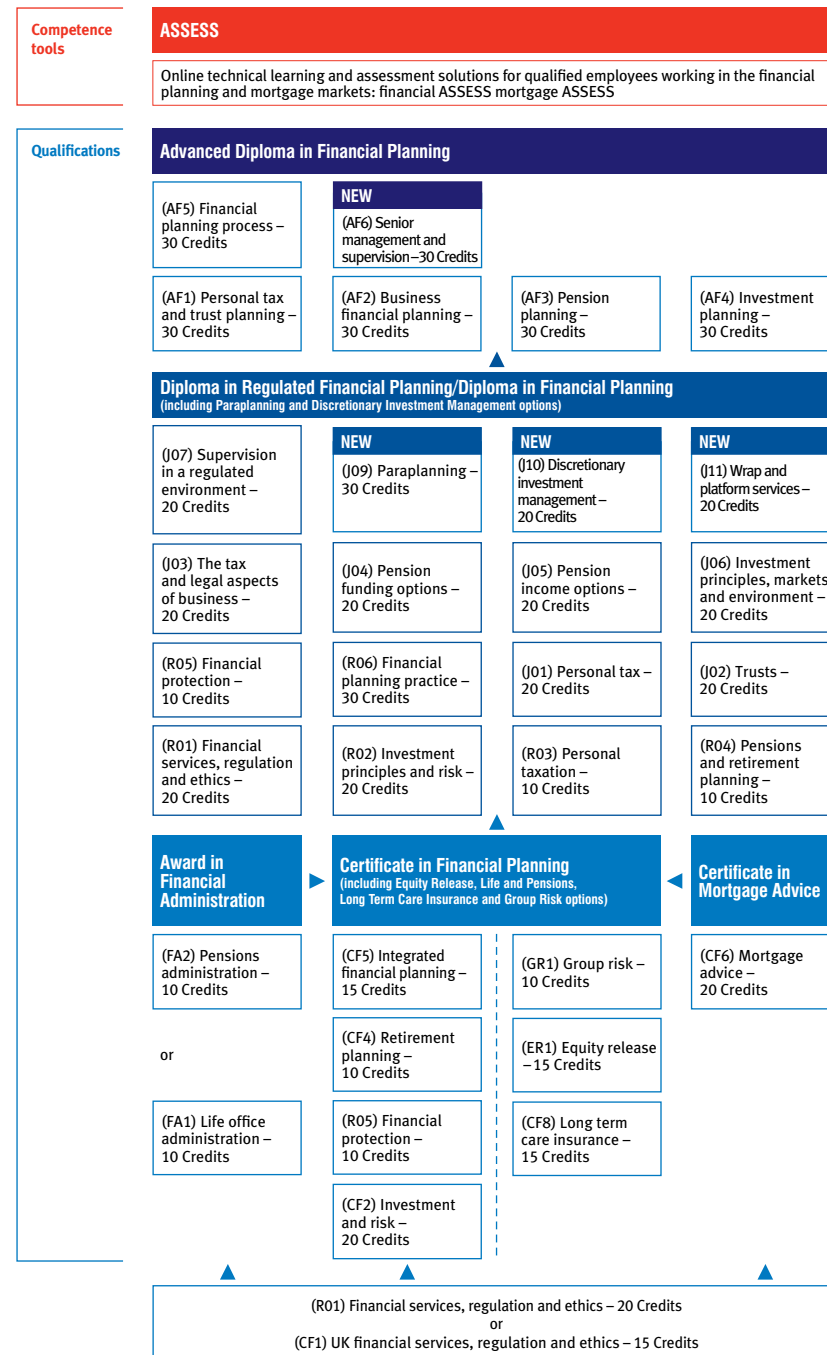 Competence
tools
ASSESS
Online technical learning and assessment solutions for qualified employees working in the financial
planning and mortgage markets: financial ASSESS mortgage ASSESS
Qualifications
Advanced Diploma in Financial Planning
(AF5) Financial
planning process –
30 Credits
NEW
(AF6) Senior
management and
supervision–30 Credits
(AF1) Personal tax
and trust planning –
30 Credits
(AF2) Business
financial planning –
30 Credits
(AF3) Pension
planning –
30 Credits
(AF4) Investment
planning –
30 Credits
Diploma in Regulated Financial Planning/Diploma in Financial Planning
(including Paraplanning and Discretionary Investment Management options)
(J07) Supervision
in a regulated
environment –
20 Credits
NEW
(J09) Paraplanning –
30 Credits
NEW
(J10) Discretionary
investment
management –
20 Credits
NEW
(J11) Wrap and
platform services –
20 Credits
(J03) The tax
and legal aspects
of business –
20 Credits
(J04) Pension
funding options –
20 Credits
(J05) Pension
income options –
20 Credits
(J06) Investment
principles, markets
and environment –
20 Credits
(R05) Financial
protection –
10 Credits
(R06) Financial
planning practice –
30 Credits
(J01) Personal tax –
20 Credits
(J02) Trusts –
20 Credits
(R01) Financial
services, regulation
and ethics –
20 Credits
(R02) Investment
principles and risk –
20 Credits
(R03) Personal
taxation –
10 Credits
(R04) Pensions
and retirement
planning –
10 Credits
Award in
Financial
Administration
Certificate in Financial Planning
(including Equity Release, Life and Pensions,
Long Term Care Insurance and Group Risk options)
Certificate in
Mortgage Advice
(FA2) Pensions
administration –
10 Credits
or
(FA1) Life office
administration –
10 Credits
(CF5) Integrated
financial planning –
15 Credits
(CF4) Retirement
planning –
10 Credits
(R05) Financial
protection –
10 Credits
(CF2) Investment
and risk –
20 Credits
(GR1) Group risk –
10 Credits
(ER1) Equity release
–15 Credits
(CF8) Long term
care insurance –
15 Credits
(CF6) Mortgage
advice –
20 Credits
(R01) Financial services, regulation and ethics – 20 Credits
or
(CF1) UK financial services, regulation and ethics – 15 Credits